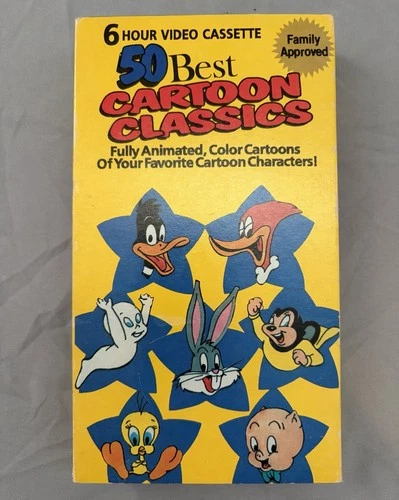 6 HOUR VIDEO CASSETTE
Family
Approved
50 Best
CARTOON
CLASSICS
Fully Animated, Color Cartoons
Of Your Favorite Cartoon Characters!